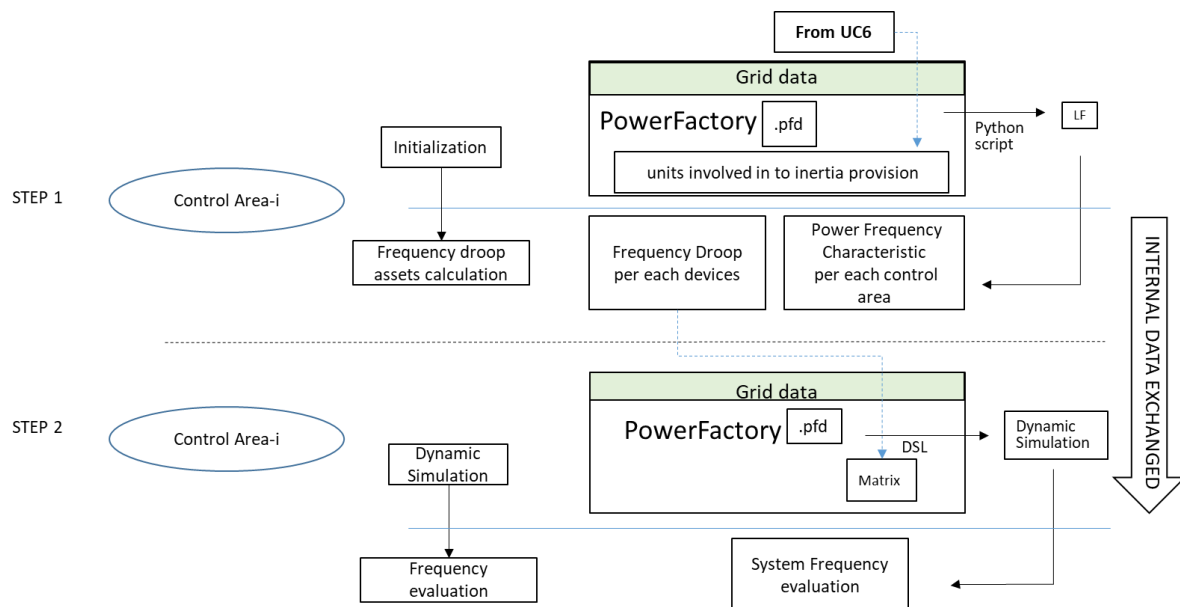 From UC6
Grid data
PowerFactory
.pfd
Python
script
LF
Initialization
units involved in to inertia provision
STEP 1
Control Area-i
Frequency droop
assets calculation
Frequency Droop
per each devices
Power Frequency
Characteristic
per each control
area
INTERNAL DATA EXCHANGED
Grid data
PowerFactory
.pfd
DSL
Dynamic
Simulation
STEP 2
Control Area-i
Dynamic
Simulation
Matrix
Frequency
evaluation
System Frequency
evaluation